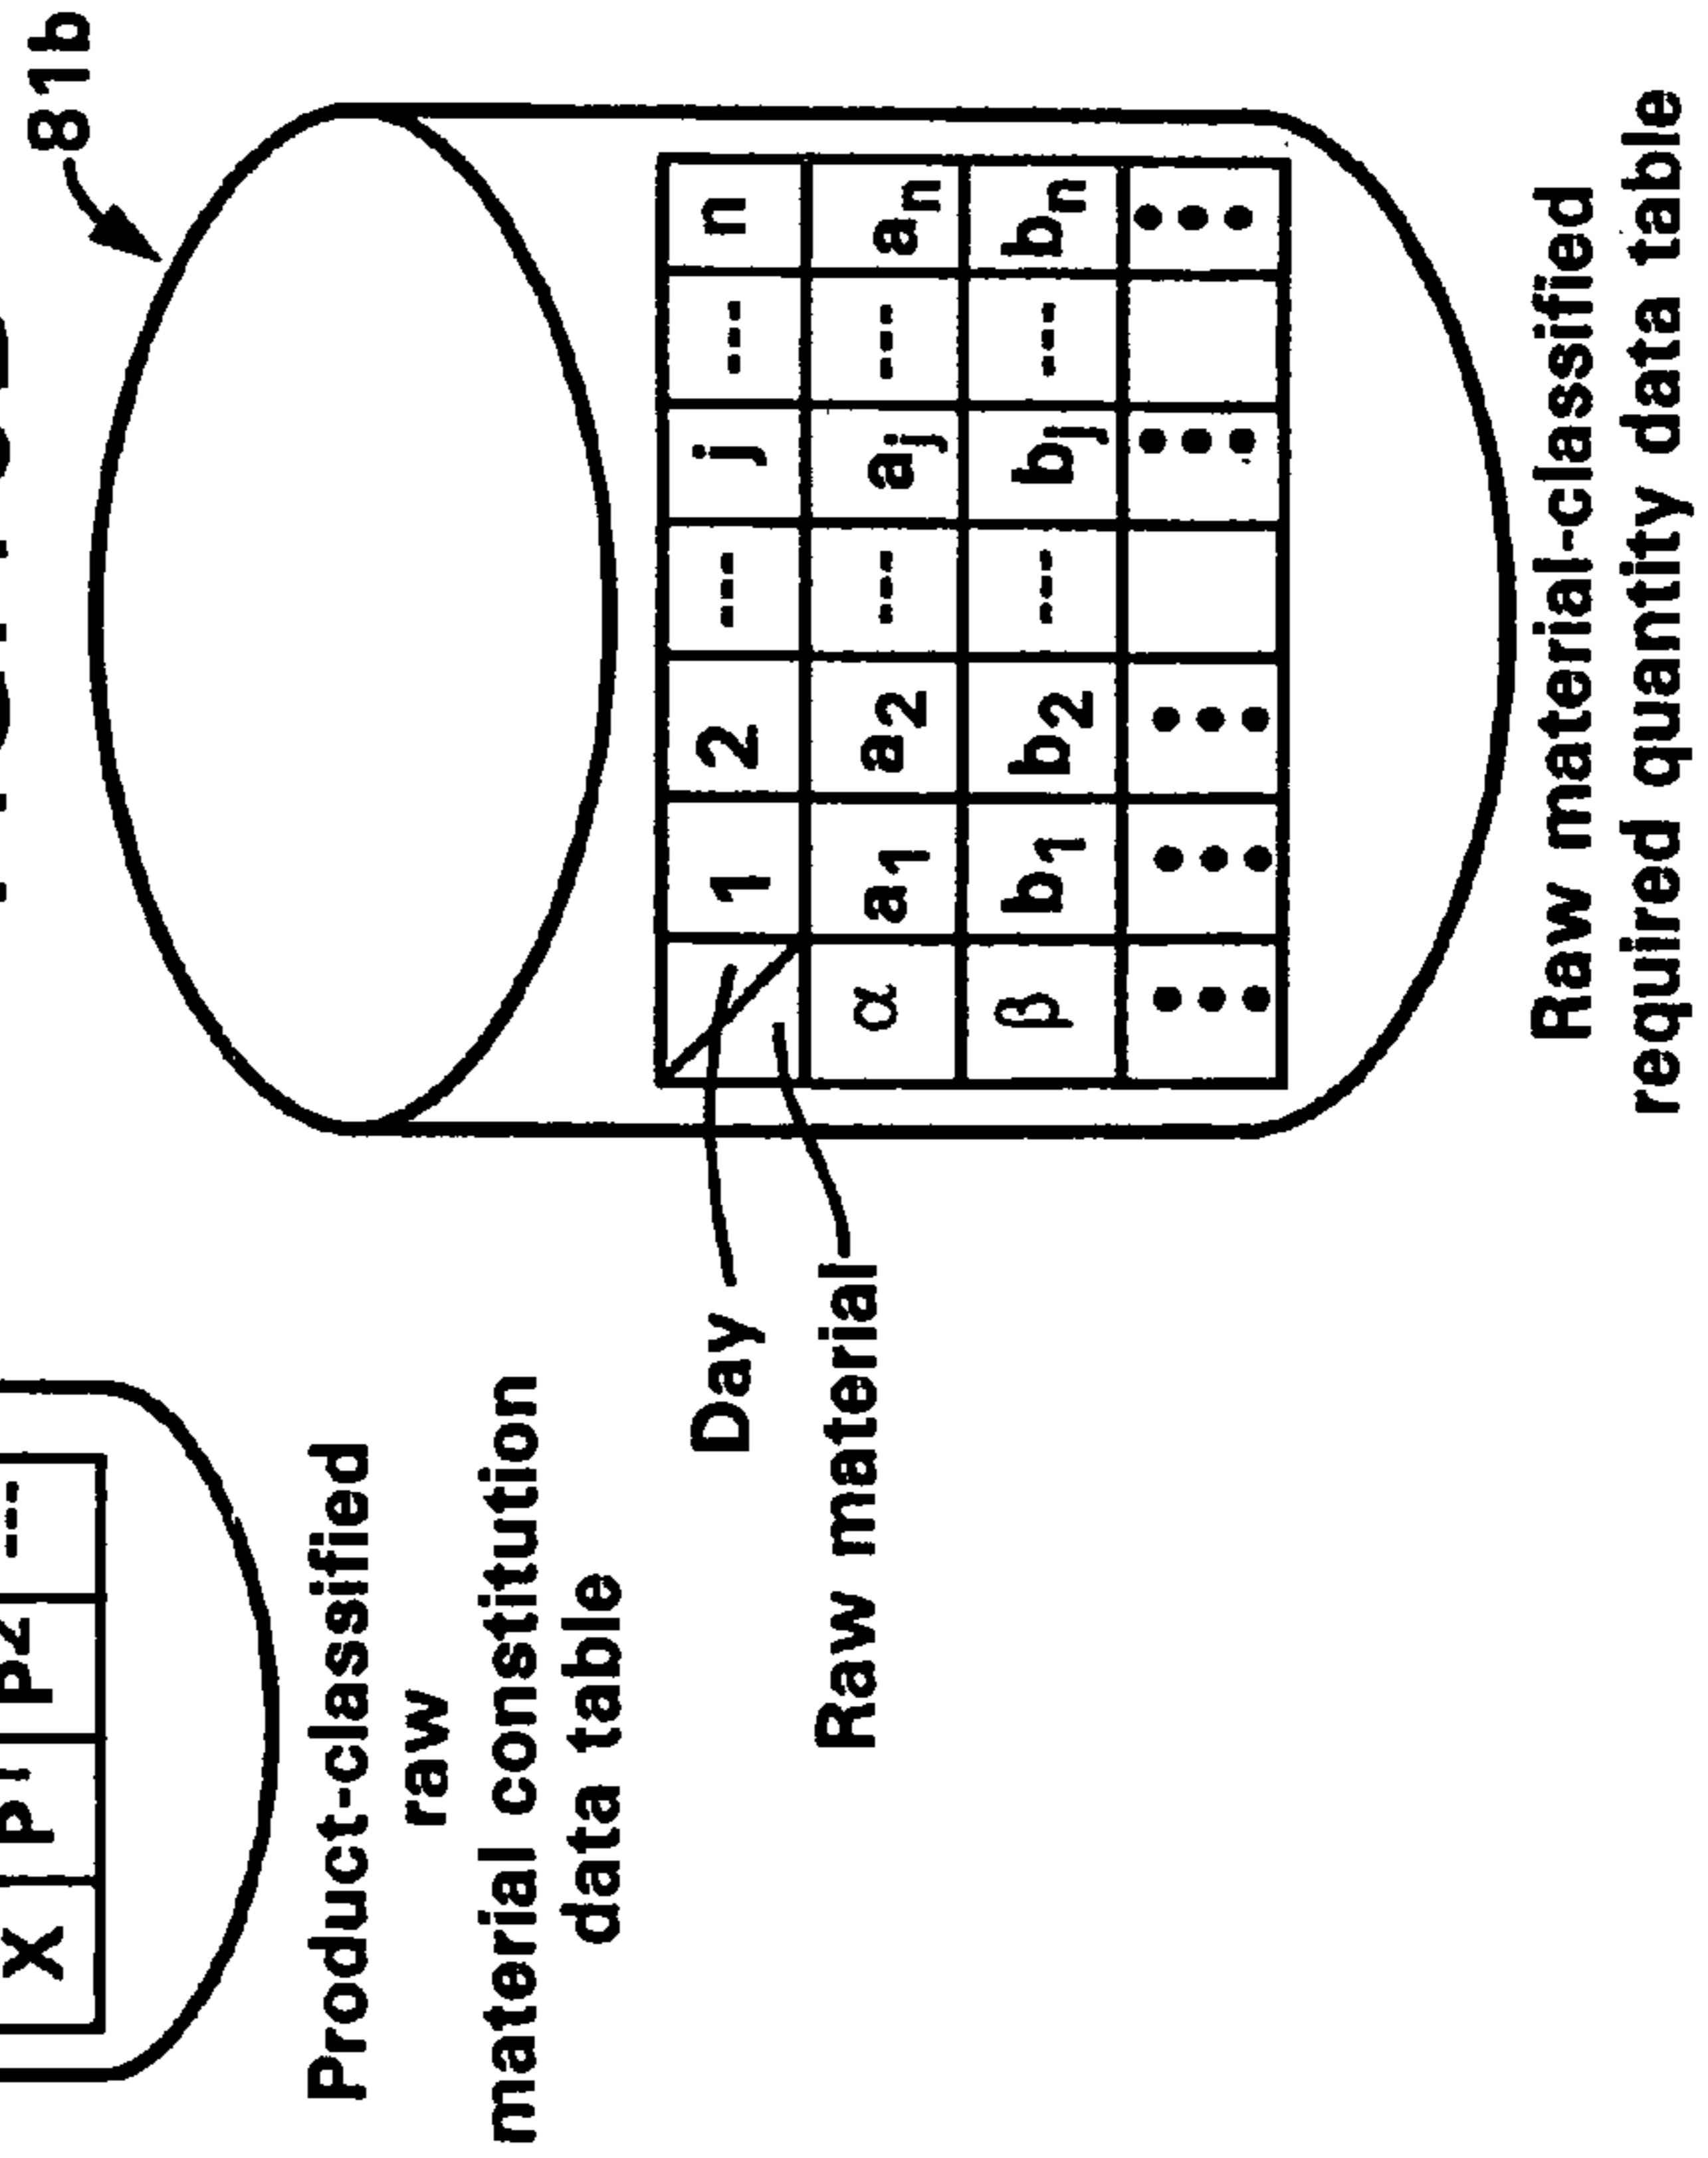 81b
1 2 --- j --- n
α a1 a2 --- aj --- an
β b1 b2 --- bj --- bn
Day
Raw material
Raw material-classified
required quantity data table
X P1 P2 ---
Product-classified
raw
material constitution
data table